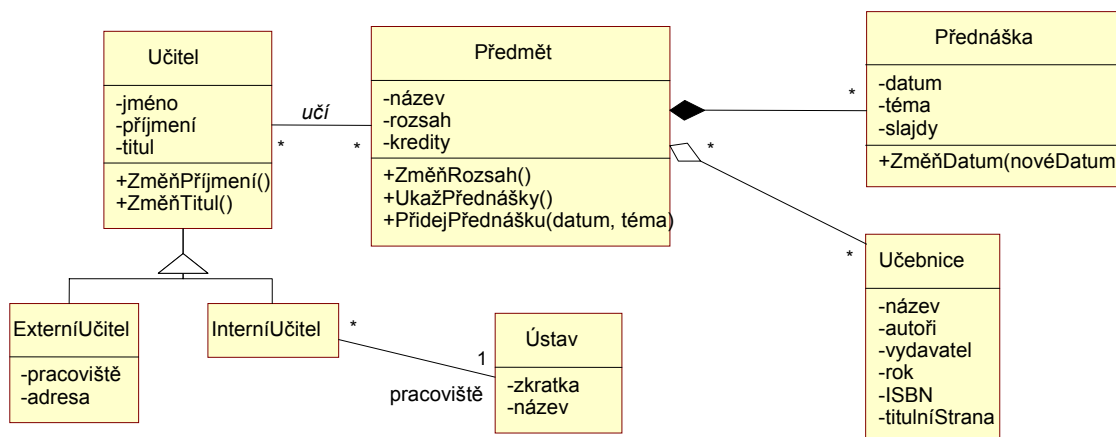 Učitel
-jméno
-příjmení
-titul
+ZměňPříjmení()
+ZměňTitul()
učí
*
*
Předmět
-název
-rozsah
-kredity
+ZměňRozsah()
+UkažPřednášky()
+PřidejPřednášku(datum, téma)
*
Přednáška
-datum
-téma
-slajdy
+ZměňDatum(novéDatum
*
*
Učebnice
-název
-autoři
-vydavatel
-rok
-ISBN
-titulníStrana
ExterníUčitel
-pracoviště
-adresa
InterníUčitel
*
1
pracoviště
Ústav
-zkratka
-název